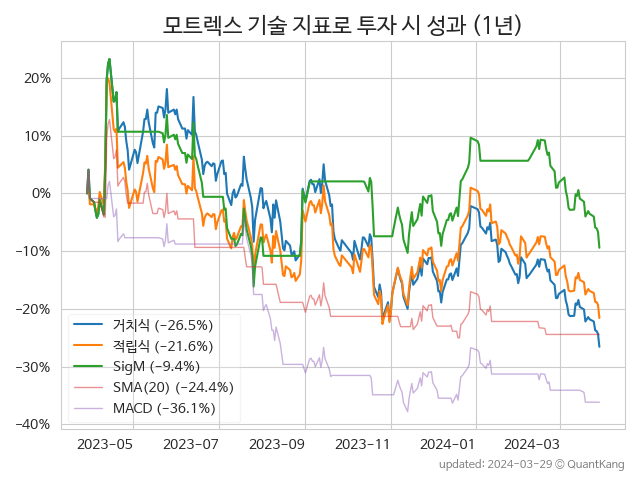 모트렉스 기술 지표로 투자 시 성과 (1년)
20%
10%
0%
−10%
−20%
−30%
−40%
거치식 (−26.5%)
적립식 (−21.6%)
SigM (−9.4%)
SMA(20) (−24.4%)
MACD (−36.1%)
2023−05
2023−07
2023−09
2023−11
2024−01
2024−03
updated: 2024−03−29 © QuantKang